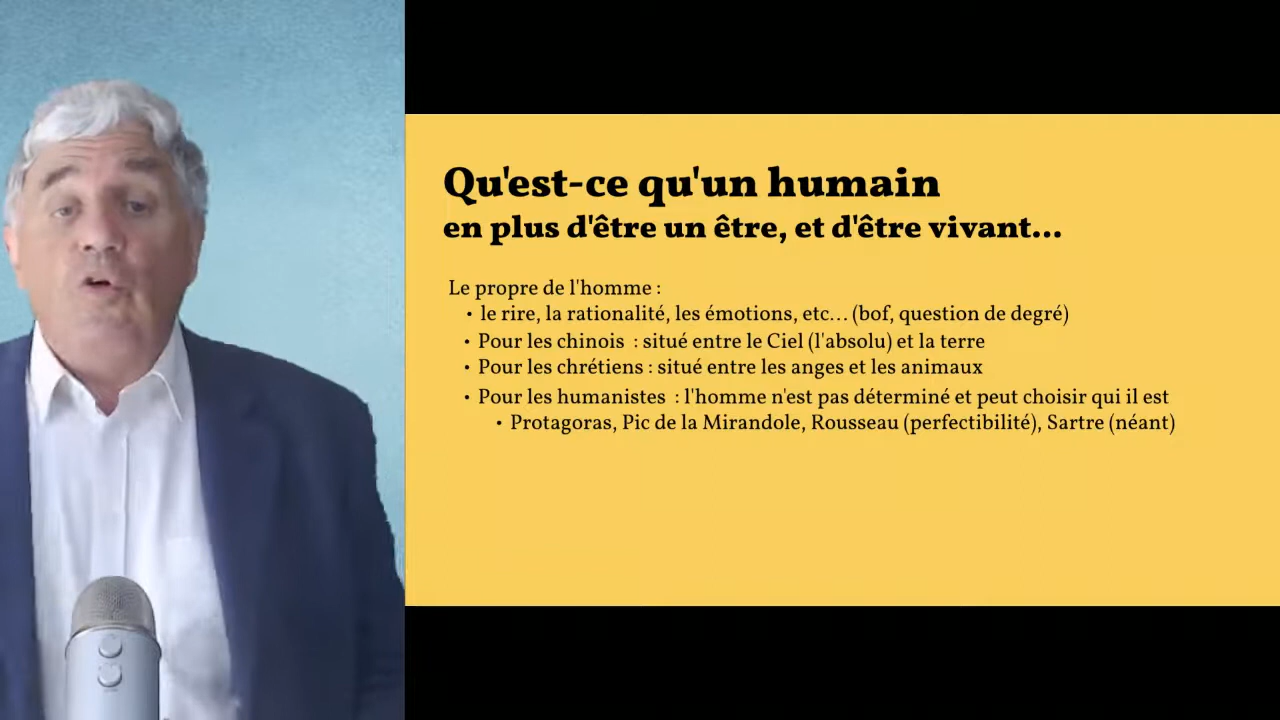 Qu'est-ce qu'un humain
en plus d'être un être, et d'être vivant...
Le propre de l'homme :
• le rire, la rationalité, les émotions, etc... (bof, question de degré)
• Pour les chinois : situé entre le Ciel (l'absolu) et la terre
• Pour les chrétiens : situé entre les anges et les animaux
• Pour les humanistes : l'homme n'est pas déterminé et peut choisir qui il est
• Protagoras, Pic de la Mirandole, Rousseau (perfectibilité), Sartre (néant)